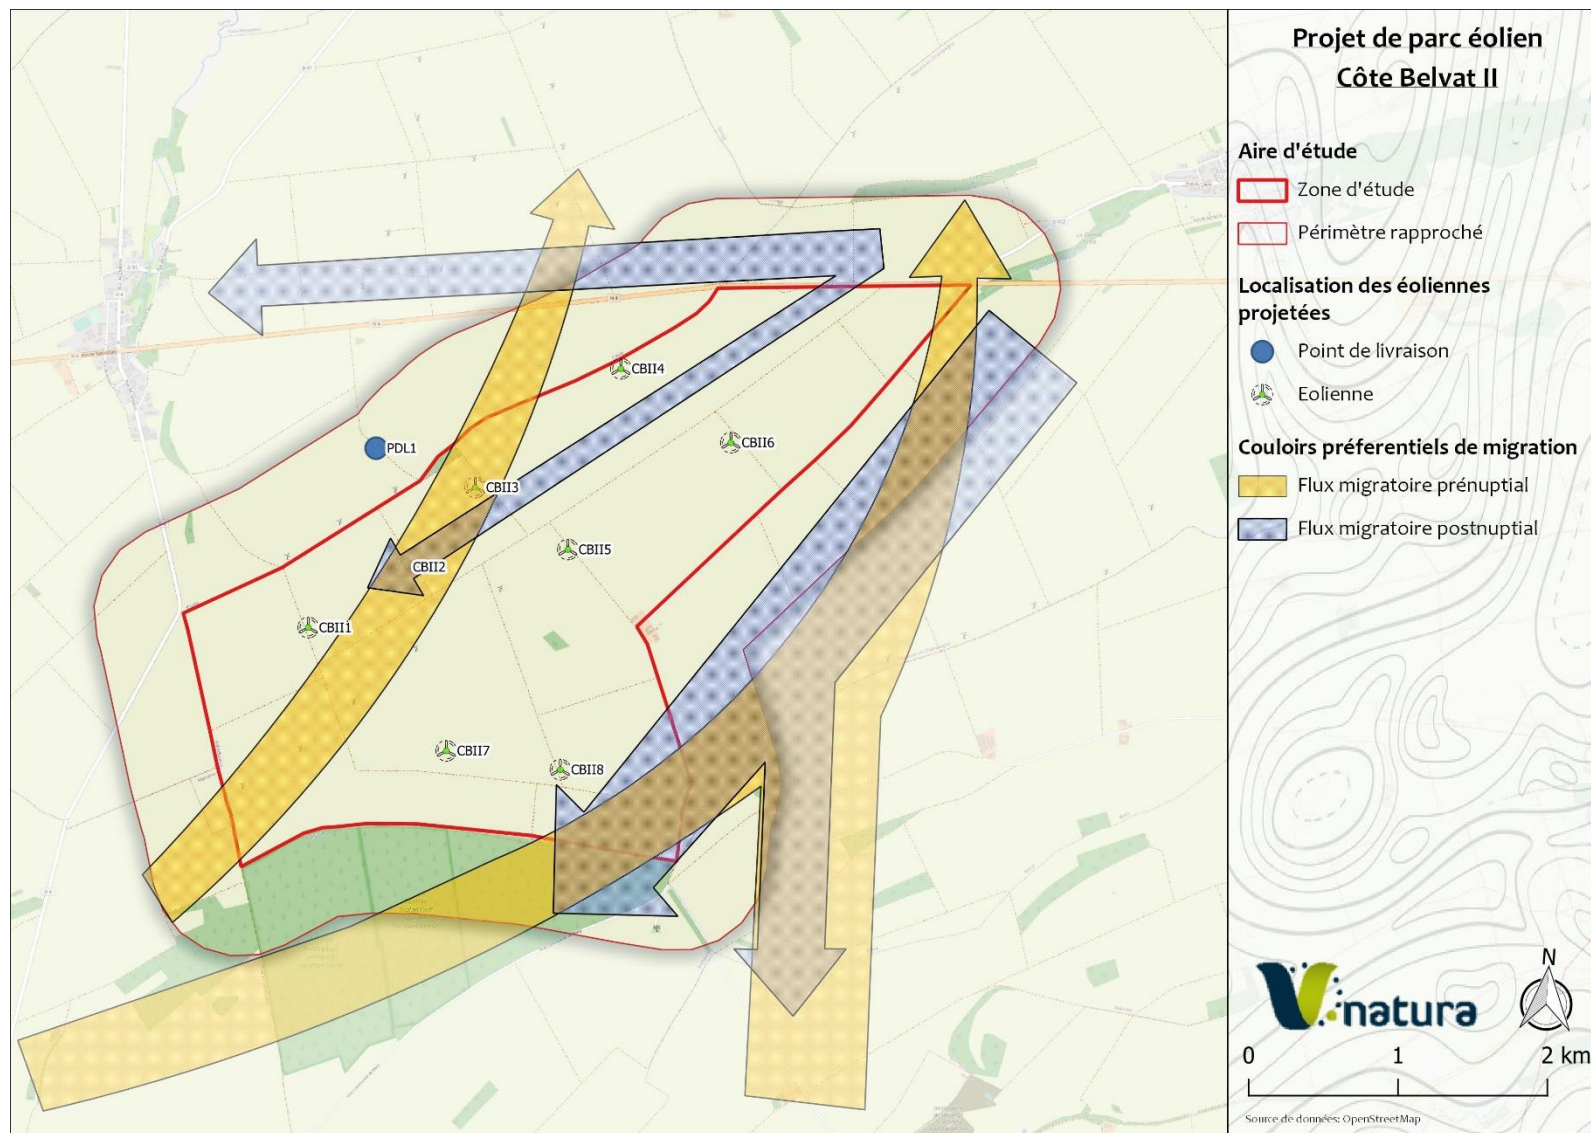 Projet de parc éolien
Côte Belvat II
Aire d'étude
Zone d'étude
Périmètre rapproché
Localisation des éoliennes
projetées
Point de livraison
Eolienne
Couloirs préferentiels de migration
Flux migratoire prénuptial
Flux migratoire postnuptial
CBII4
CBII6
PDL1
CBII3
CBII5
CBII2
CBII1
CBII7
CBII8
natura
N
0
1
2 km
Source de données: OpenStreetMap